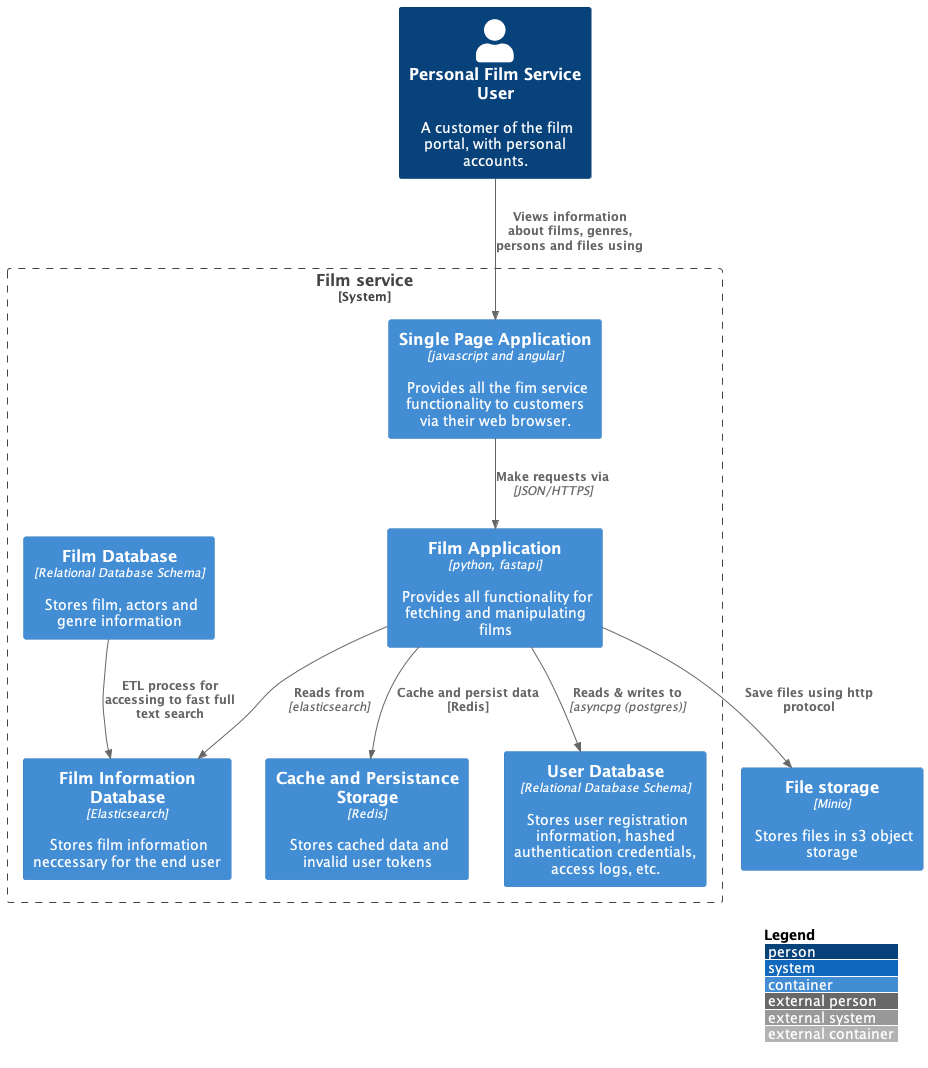 Personal Film Service
User
A customer of the film
portal, with personal
accounts.
Views information
about films, genres,
persons and files using
Film service
[System]
Single Page Application
[javascript and angular]
Provides all the fim service
functionality to customers
via their web browser.
Make requests via
[JSON/HTTPS]
Film Database
[Relational Database Schema]
Stores film, actors and
genre information
Film Application
[python, fastapi]
Provides all functionality for
fetching and manipulating
films
ETL process for
accessing to fast full
text search
Reads from
[elasticsearch]
Cache and persist data
[Redis]
Reads & writes to
[asyncpg (postgres)]
Save files using http
protocol
Film Information
Database
[Elasticsearch]
Stores film information
neccessary for the end user
Cache and Persistance
Storage
[Redis]
Stores cached data and
invalid user tokens
User Database
[Relational Database Schema]
Stores user registration
information, hashed
authentication credentials,
access logs, etc.
File storage
[Minio]
Stores files in s3 object
storage
Legend
person
system
container
external person
external system
external container